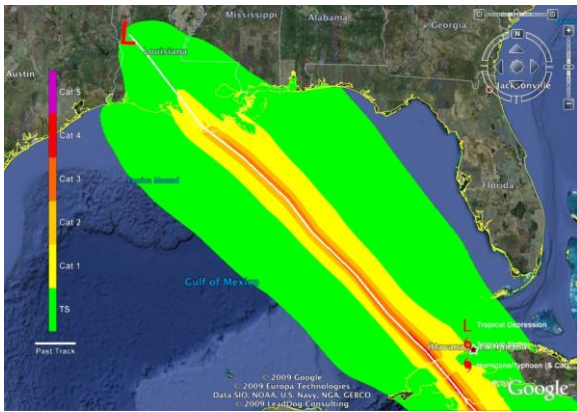 Mississippi
Alabama
Georgia
Louisiana
Austin
N
Jacksonville
Cat 5
Cat 4
Cat 3
Cat 2
Cat 1
TS
Past Track
Florida
Gulf of Mexico
L
L Tropical Depression
Havana
Hurricane/Typhoon (& Cat)
© 2009 Google
© 2009 Europa Technologies
Data SIO, NOAA, U.S. Navy, NGA, GEBCO
© 2009 LeadDog Consulting
Google